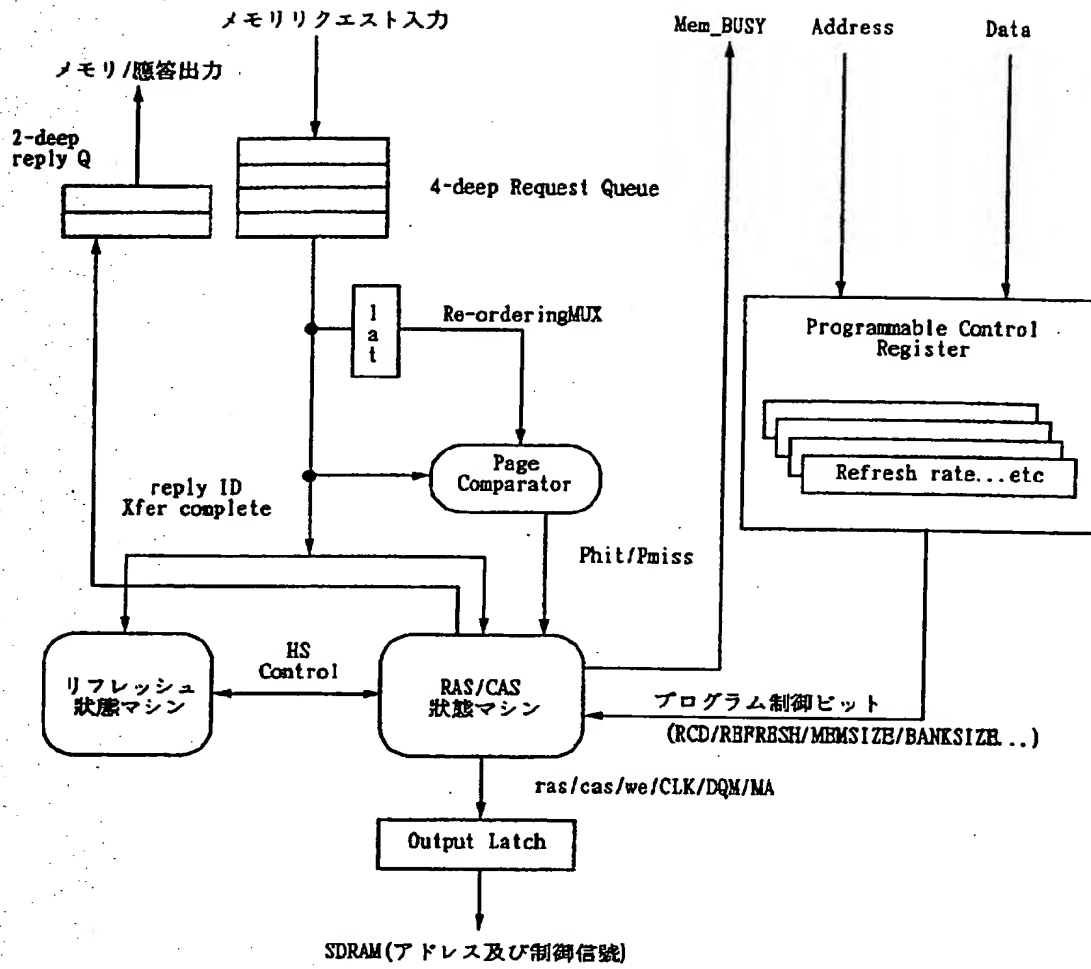 メモリリクエスト入力
Mem_BUSY
Address
Data
メモリ/應答出力
2-deep
reply Q
4-deep Request Queue
l
a
t
Re-orderingMUX
Programmable Control
Register
Refresh rate...etc
Page
Comparator
reply ID
Xfer complete
Phit/Pmiss
HS
Control
リフレッシュ
狀態マシン
RAS/CAS
狀態マシン
プログラム制御ビット
(RCD/REFRESH/MEMSIZE/BANKSIZE...)
ras/cas/we/CLK/DQM/MA
Output Latch
SDRAM(アドレス及び制御信號)